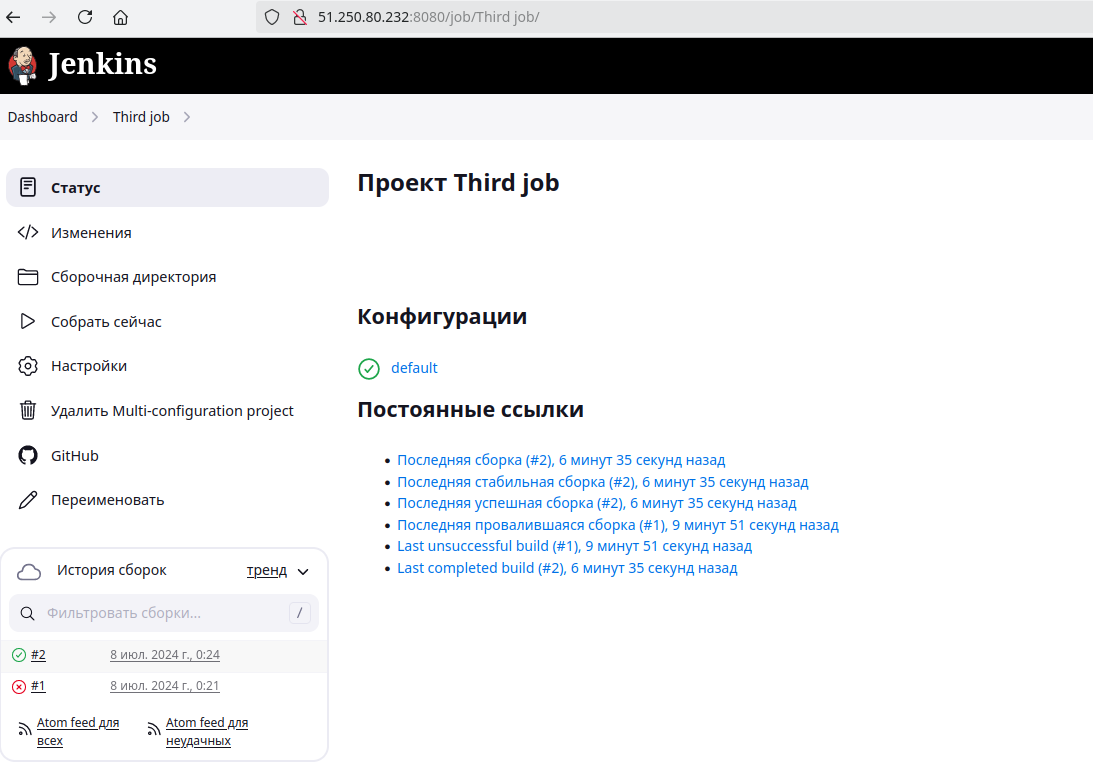 51.250.80.232:8080/job/Third job/
Jenkins
Dashboard > Third job >
Статус
Изменения
Сборочная директория
Собрать сейчас
Настройки
Удалить Multi-configuration project
GitHub
Переименовать
История сборок тренд
Фильтровать сборки... /
#2 8 июл. 2024 г., 0:24
#1 8 июл. 2024 г., 0:21
Atom feed для всех
Atom feed для неудачных
Проект Third job
Конфигурации
default
Постоянные ссылки
Последняя сборка (#2), 6 минут 35 секунд назад
Последняя стабильная сборка (#2), 6 минут 35 секунд назад
Последняя успешная сборка (#2), 6 минут 35 секунд назад
Последняя провалившаяся сборка (#1), 9 минут 51 секунд назад
Last unsuccessful build (#1), 9 минут 51 секунд назад
Last completed build (#2), 6 минут 35 секунд назад